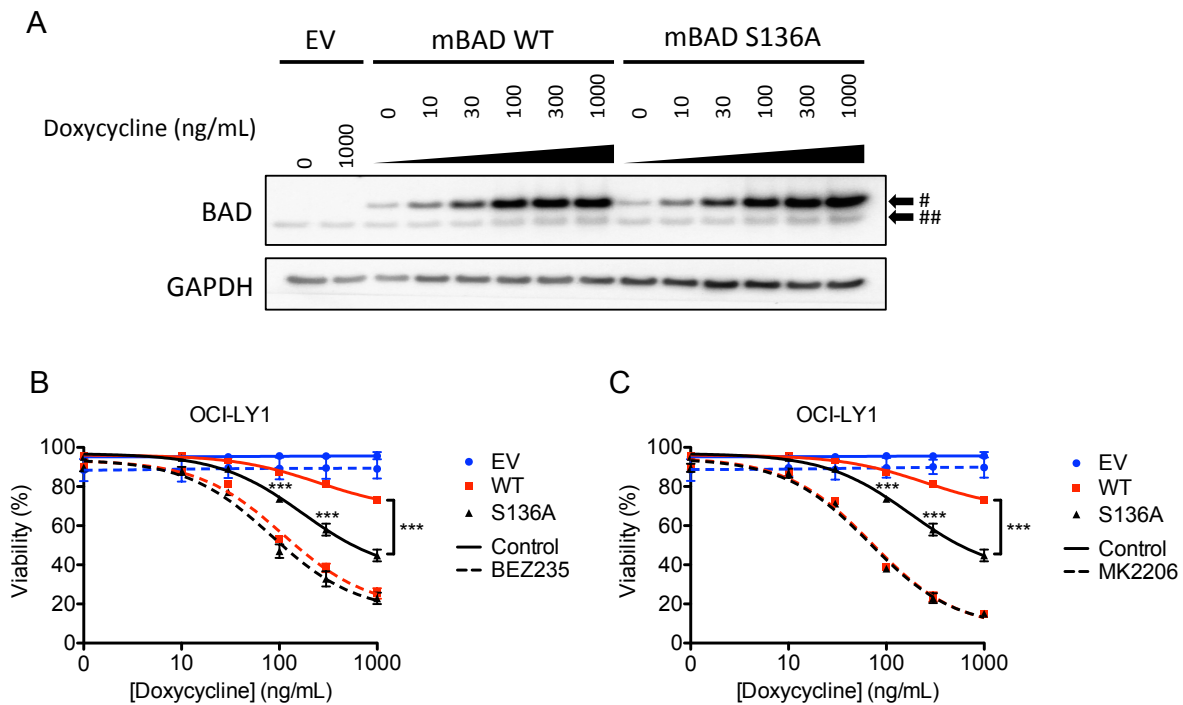 A
EV
mBAD WT
mBAD S136A
Doxycycline (ng/mL)
0 1000 0 10 30 100 300 1000 0 10 30 100 300 1000
BAD
#
##
GAPDH
B
OCI-LY1
Viability (%)
100
80
60
40
20
0
0 10 100 1000
[Doxycycline] (ng/mL)
*** ***
***
EV
WT
S136A
Control
BEZ235
C
OCI-LY1
Viability (%)
100
80
60
40
20
0
0 10 100 1000
[Doxycycline] (ng/mL)
*** ***
***
EV
WT
S136A
Control
MK2206